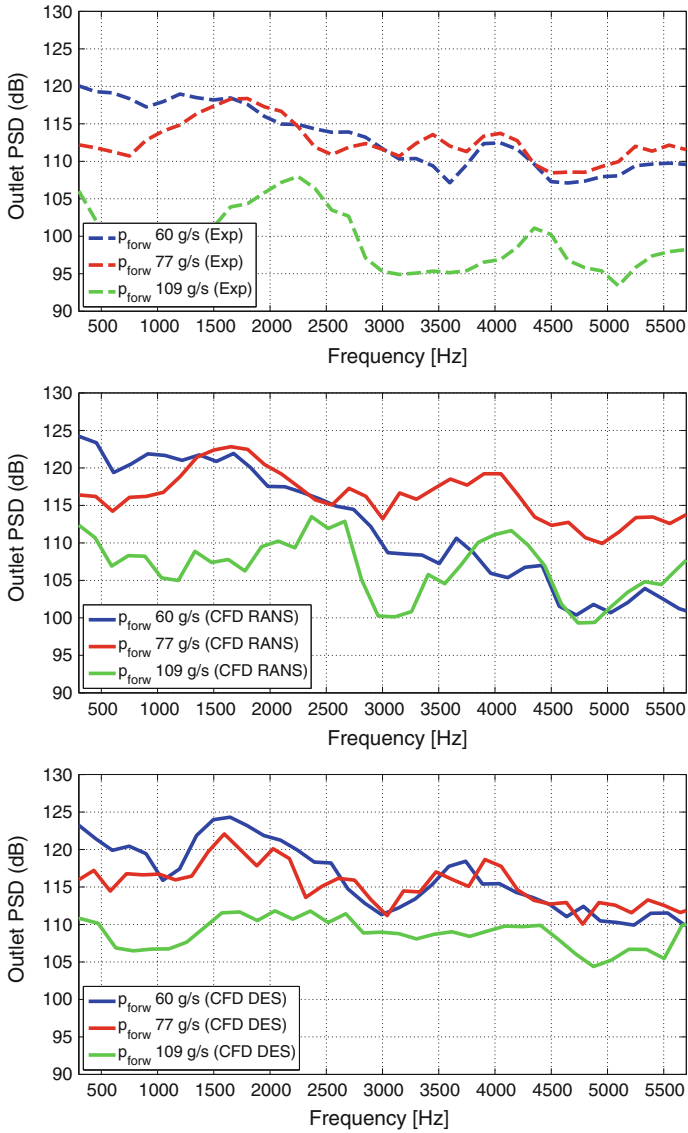 130
125
120
115
110
105
100
95
90
Outlet PSD (dB)
p_forw 60 g/s (Exp)
p_forw 77 g/s (Exp)
p_forw 109 g/s (Exp)
500 1000 1500 2000 2500 3000 3500 4000 4500 5000 5500
Frequency [Hz]
130
125
120
115
110
105
100
95
90
Outlet PSD (dB)
p_forw 60 g/s (CFD RANS)
p_forw 77 g/s (CFD RANS)
p_forw 109 g/s (CFD RANS)
500 1000 1500 2000 2500 3000 3500 4000 4500 5000 5500
Frequency [Hz]
130
125
120
115
110
105
100
95
90
Outlet PSD (dB)
p_forw 60 g/s (CFD DES)
p_forw 77 g/s (CFD DES)
p_forw 109 g/s (CFD DES)
500 1000 1500 2000 2500 3000 3500 4000 4500 5000 5500
Frequency [Hz]